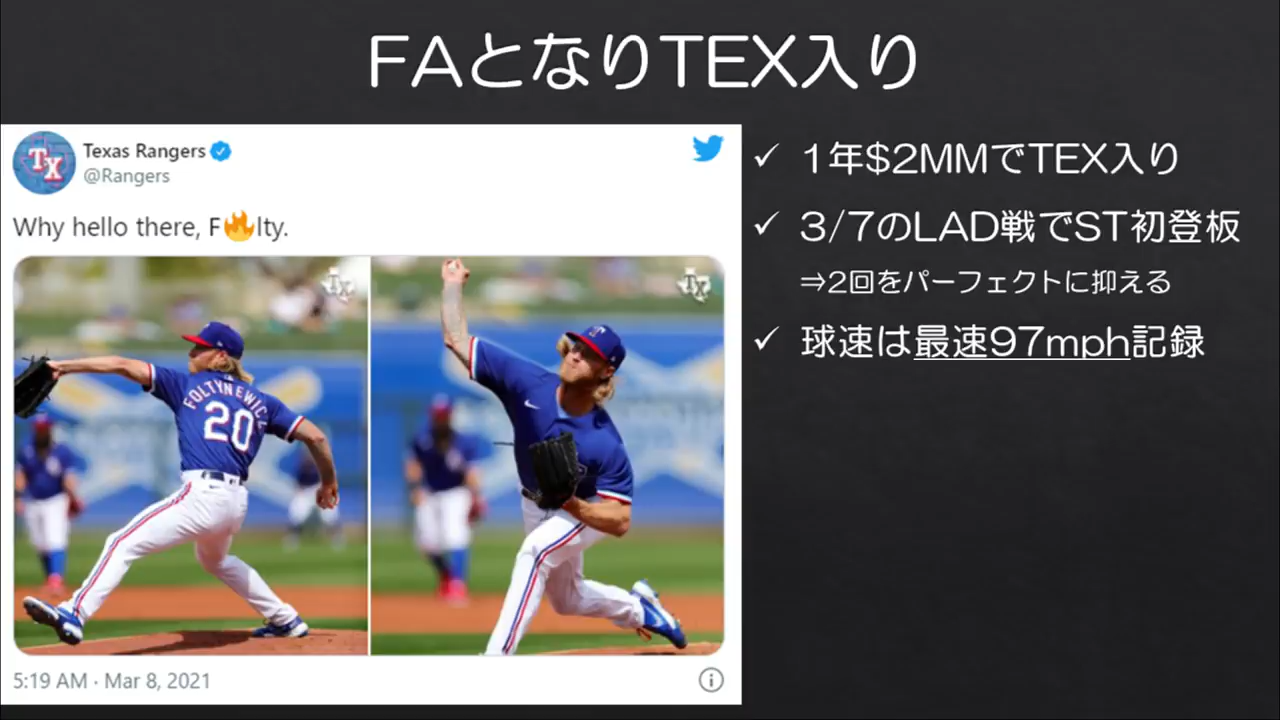 FAとなりTEX入り
Texas Rangers
@Rangers
Why hello there, F🔥lty.
FOLTYNEWICZ
20
5:19 AM · Mar 8, 2021
✓ 1年$2MMでTEX入り
✓ 3/7のLAD戦でST初登板
⇒2回をパーフェクトに抑える
✓ 球速は最速97mph記録